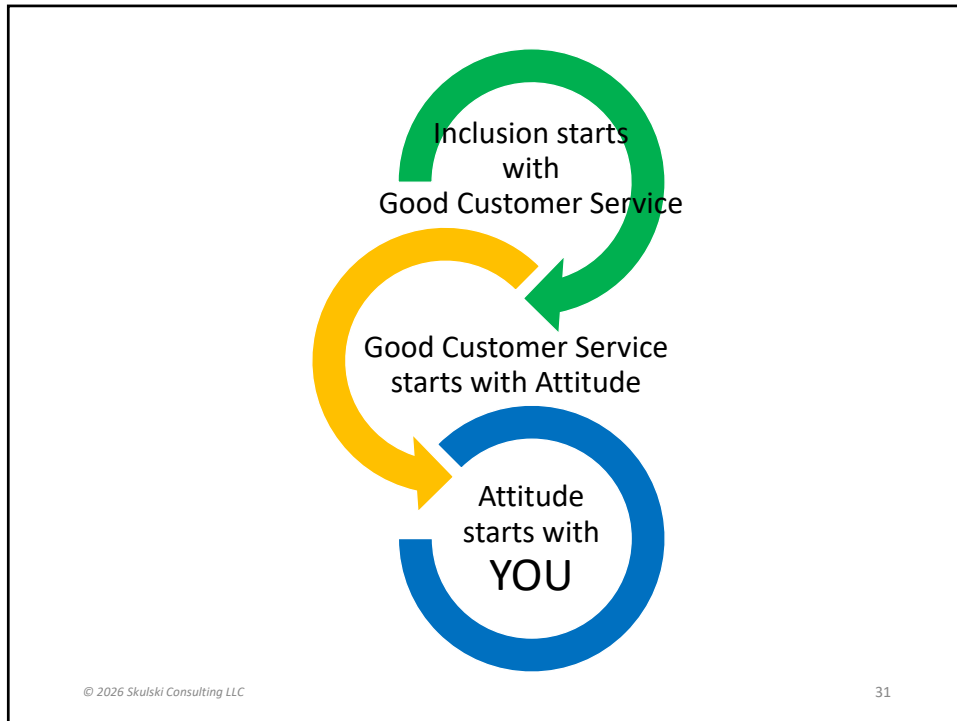 Inclusion starts
with
Good Customer Service
Good Customer Service
starts with Attitude
Attitude
starts with
YOU
© 2026 Skulski Consulting LLC
31